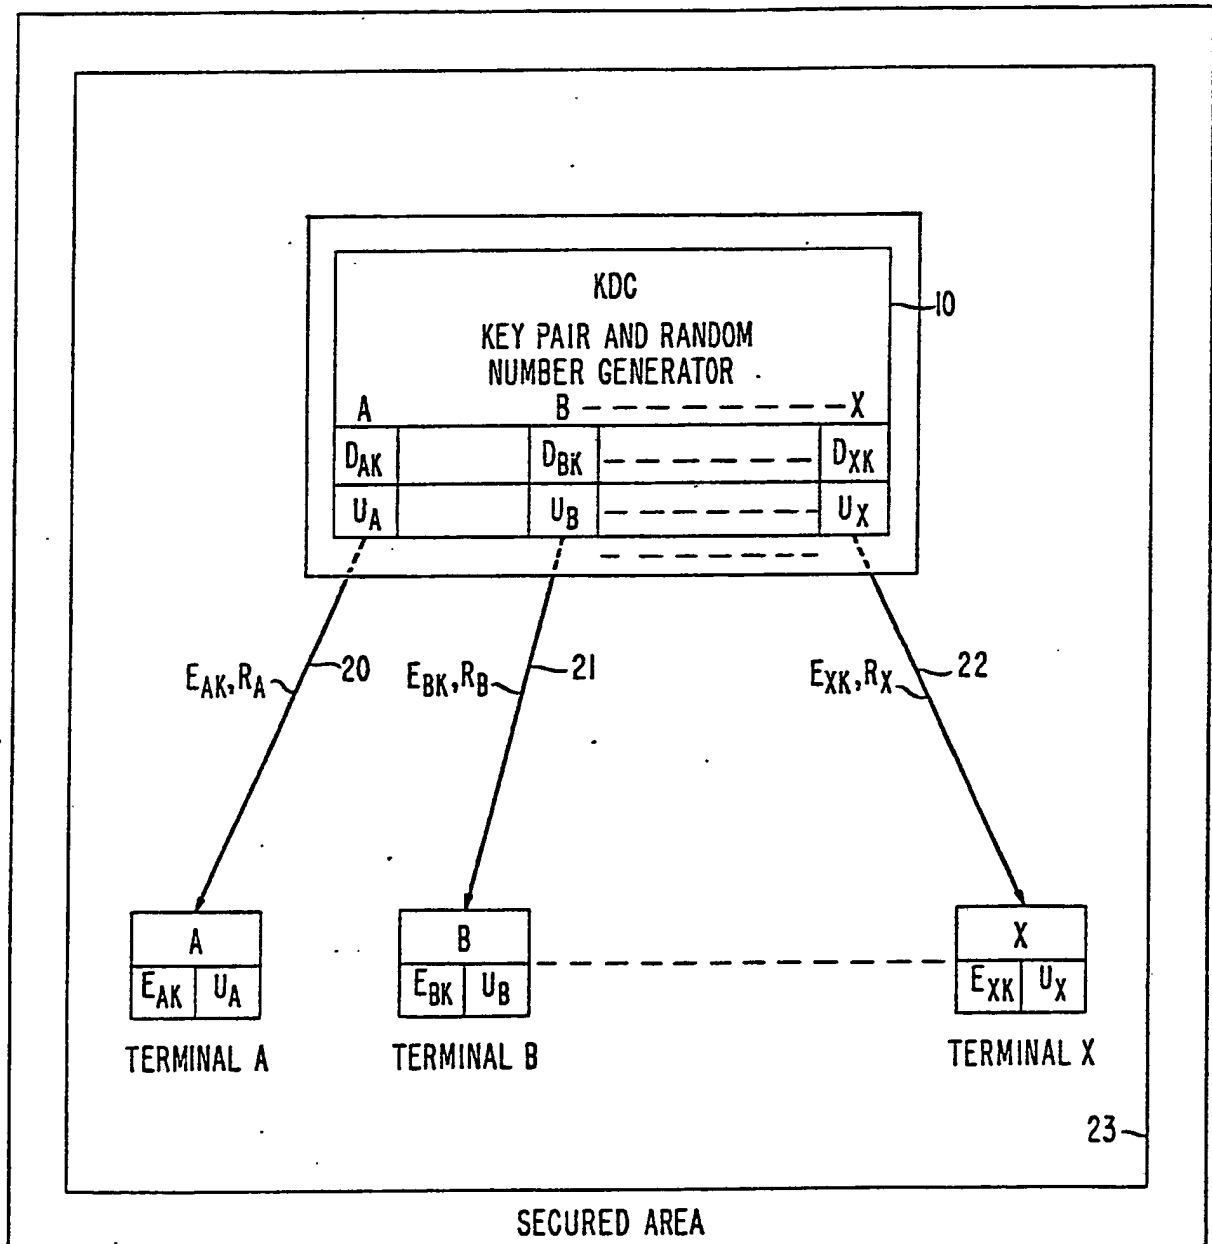 KDC
10
KEY PAIR AND RANDOM
NUMBER GENERATOR
A B X
DAK DBK DXK
UA UB UX
EAK, RA 20 EBK, RB 21 EXK, RX 22
A B X
EAK UA EBK UB EXK UX
TERMINAL A TERMINAL B TERMINAL X
23
SECURED AREA